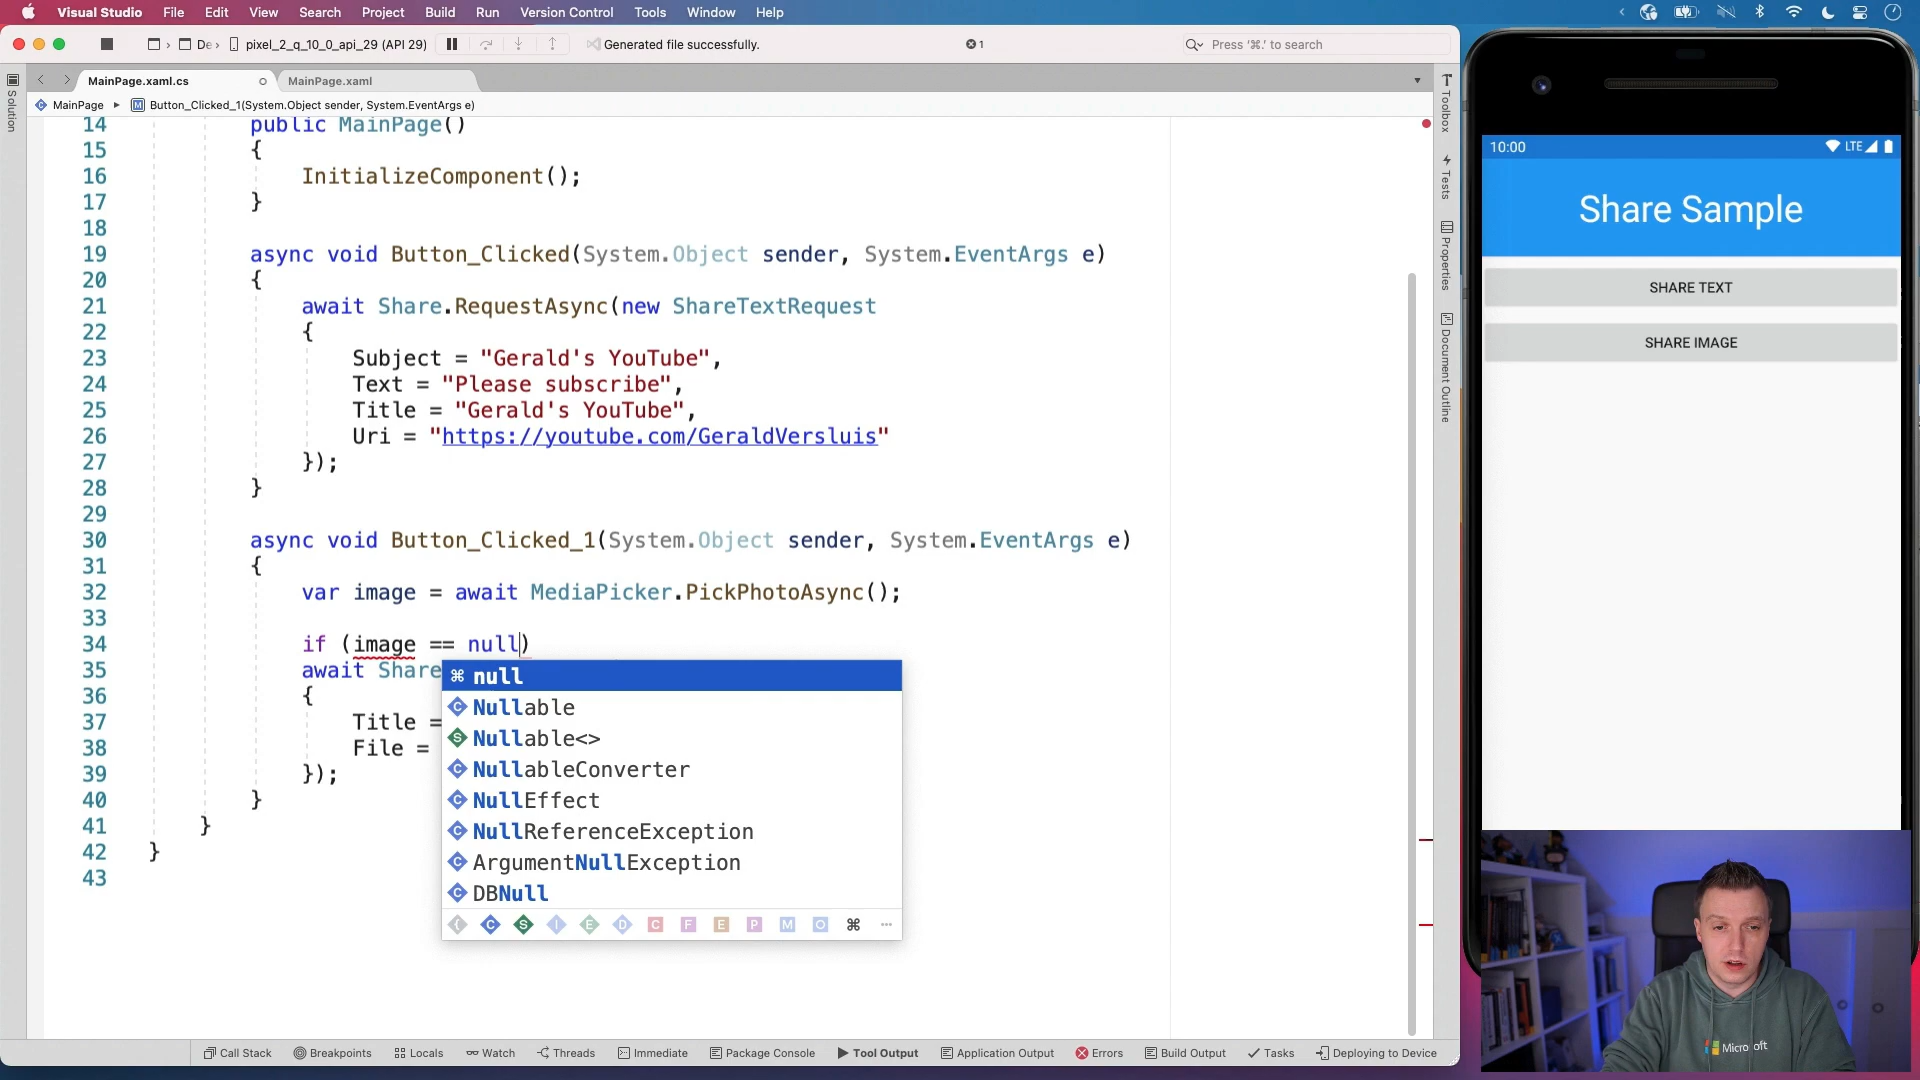 Visual Studio File Edit View Search Project Build Run Version Control Tools Window Help
De pixel_2_q_10_0_api_29 (API 29) Generated file successfully. 1 Press ‘⌘.’ to search
MainPage.xaml.cs MainPage.xaml
MainPage Button_Clicked_1(System.Object sender, System.EventArgs e)
Solution
14 public MainPage()
15 {
16 InitializeComponent();
17 }
18
19 async void Button_Clicked(System.Object sender, System.EventArgs e)
20 {
21 await Share.RequestAsync(new ShareTextRequest
22 {
23 Subject = "Gerald's YouTube",
24 Text = "Please subscribe",
25 Title = "Gerald's YouTube",
26 Uri = "https://youtube.com/GeraldVersluis"
27 });
28 }
29
30 async void Button_Clicked_1(System.Object sender, System.EventArgs e)
31 {
32 var image = await MediaPicker.PickPhotoAsync();
33
34 if (image == null)
35 await Share
36 {
37 Title =
38 File =
39 });
40 }
41 }
42 }
43
⌘ null
C Nullable
S Nullable<>
C NullableConverter
C NullEffect
C NullReferenceException
C ArgumentNullException
C DBNull
{ C S I E D C F E P M O ⌘ ...
Toolbox
Tests
Properties
Document Outline
Call Stack Breakpoints Locals Watch Threads Immediate Package Console Tool Output Application Output Errors Build Output Tasks Deploying to Device
10:00 LTE
Share Sample
SHARE TEXT
SHARE IMAGE